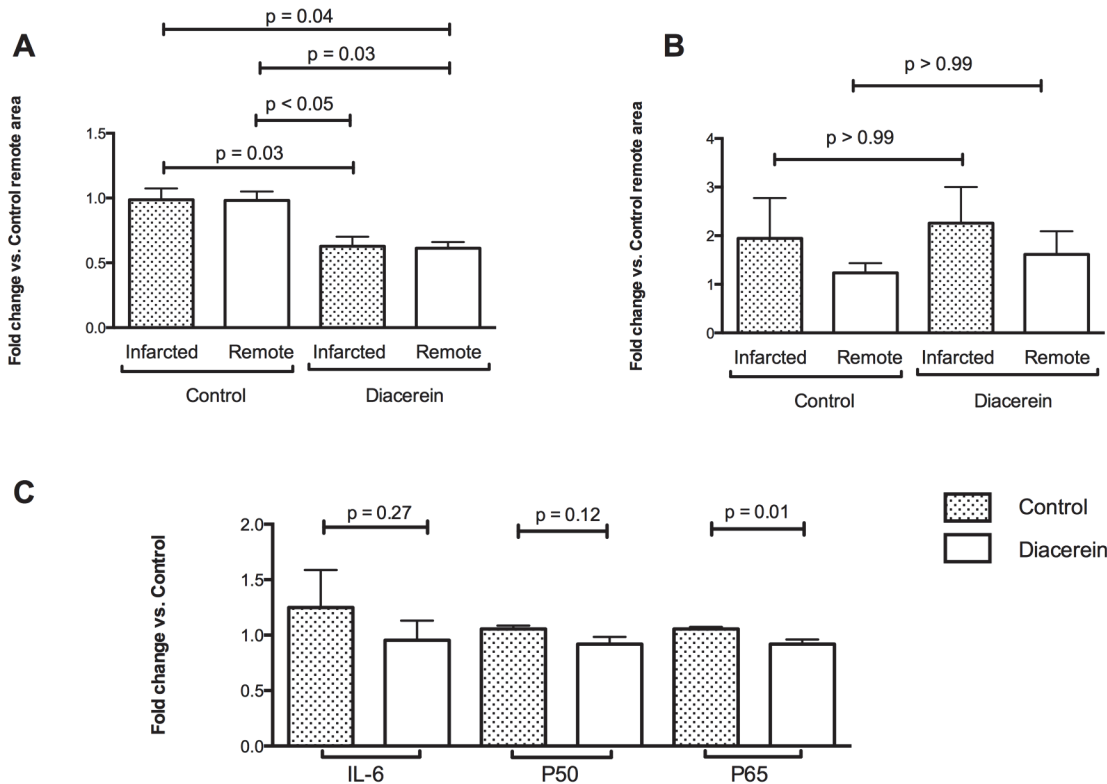 A
p = 0.04
p = 0.03
p < 0.05
p = 0.03
Fold change vs. Control remote area
1.5
1.0
0.5
0.0
Infarcted Remote Infarcted Remote
Control Diacerein
B
p > 0.99
p > 0.99
Fold change vs. Control remote area
4
3
2
1
0
Infarcted Remote Infarcted Remote
Control Diacerein
C
p = 0.27 p = 0.12 p = 0.01
Fold change vs. Control
2.0
1.5
1.0
0.5
0.0
IL-6 P50 P65
Control
Diacerein